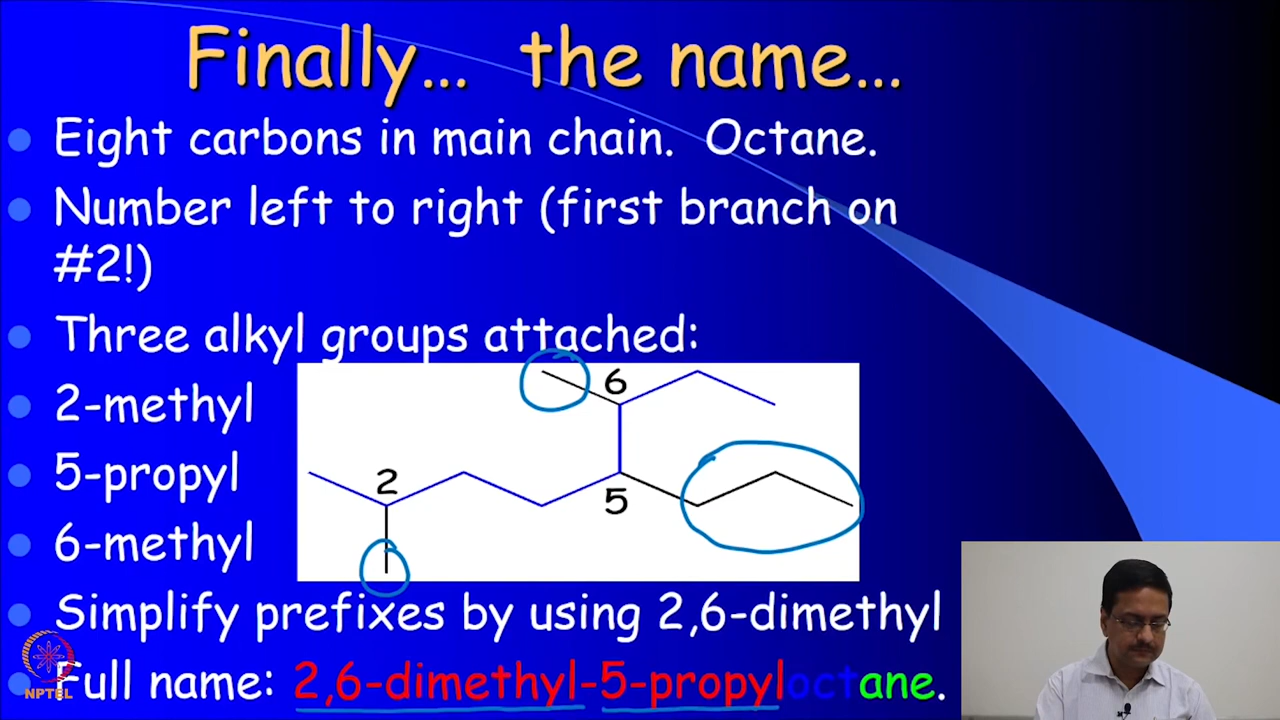 Finally... the name...
Eight carbons in main chain. Octane.
Number left to right (first branch on
#2!)
Three alkyl groups attached:
2-methyl
5-propyl
6-methyl
6
2
5
Simplify prefixes by using 2,6-dimethyl
Full name: 2,6-dimethyl-5-propyloctane.
NPTEL